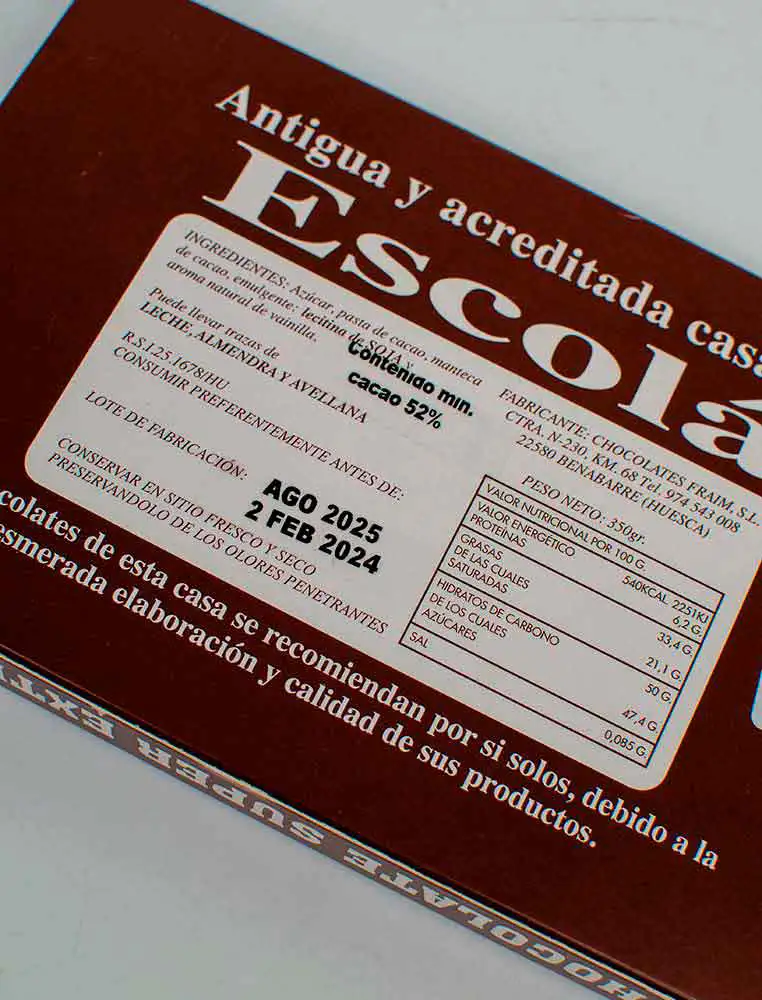 Antigua y acreditada cas
Escolá
INGREDIENTES: Azúcar, pasta de cacao, manteca
de cacao, emulgente: lecitina de SOJA y
aroma natural de vainilla.
Contenido min.
cacao 52%
Puede llevar trazas de
LECHE, ALMENDRA Y AVELLANA
R.S.I.25.1678/HU
CONSUMIR PREFERENTEMENTE ANTES DE:
LOTE DE FABRICACIÓN:
AGO 2025
2 FEB 2024
CONSERVAR EN SITIO FRESCO Y SECO
PRESERVANDOLO DE LOS OLORES PENETRANTES
FABRICANTE: CHOCOLATES FRAIM, S.L.
CTRA. N-230, KM. 68 Tel. 974 543 008
22580 BENABARRE (HUESCA)
PESO NETO: 350gr.
VALOR NUTRICIONAL POR 100 G.
VALOR ENERGÉTICO 540KCAL 2251KJ
PROTEÍNAS 6,2 G.
GRASAS 33,4 G.
DE LAS CUALES
SATURADAS 21,1 G.
HIDRATOS DE CARBONO 50 G.
DE LOS CUALES
AZÚCARES 47,4 G.
SAL 0,085 G.
colates de esta casa se recomiendan por si solos, debido a la
esmerada elaboración y calidad de sus productos.
HOCOLATE SUPER EXT